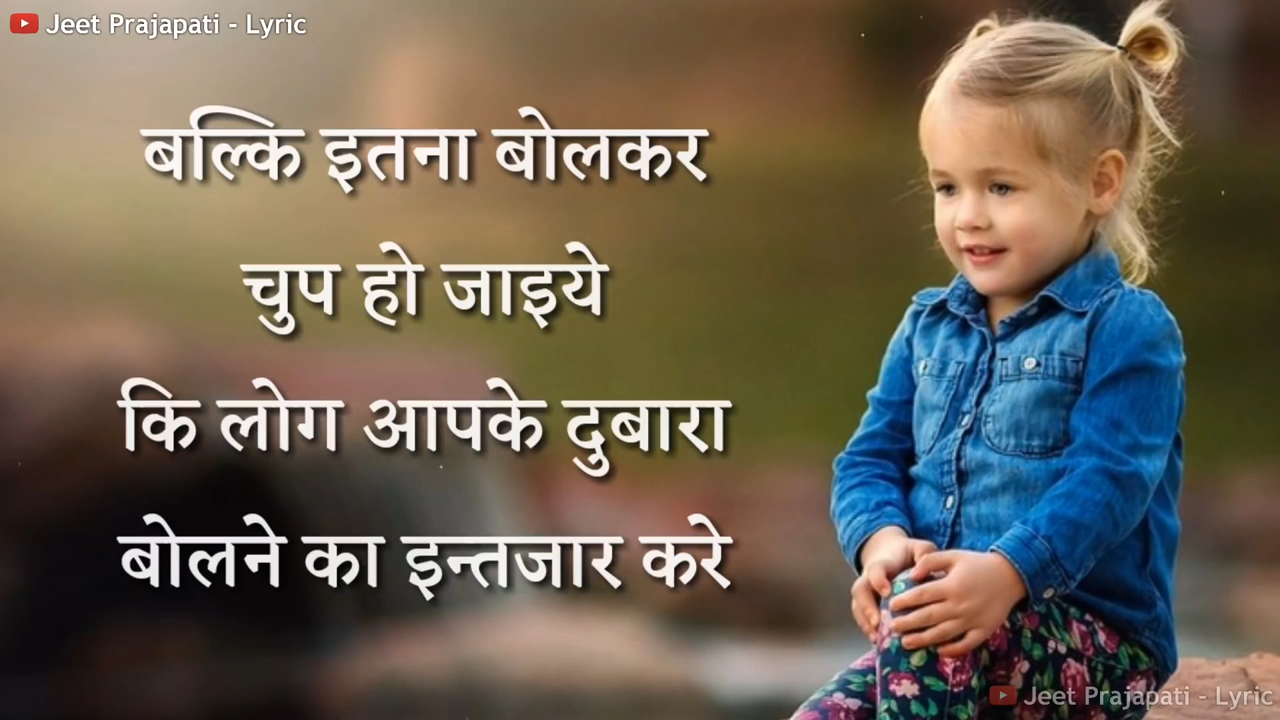 Jeet Prajapati - Lyric
बल्कि इतना बोलकर
चुप हो जाइये
कि लोग आपके दुबारा
बोलने का इन्तजार करे
Jeet Prajapati - Lyric